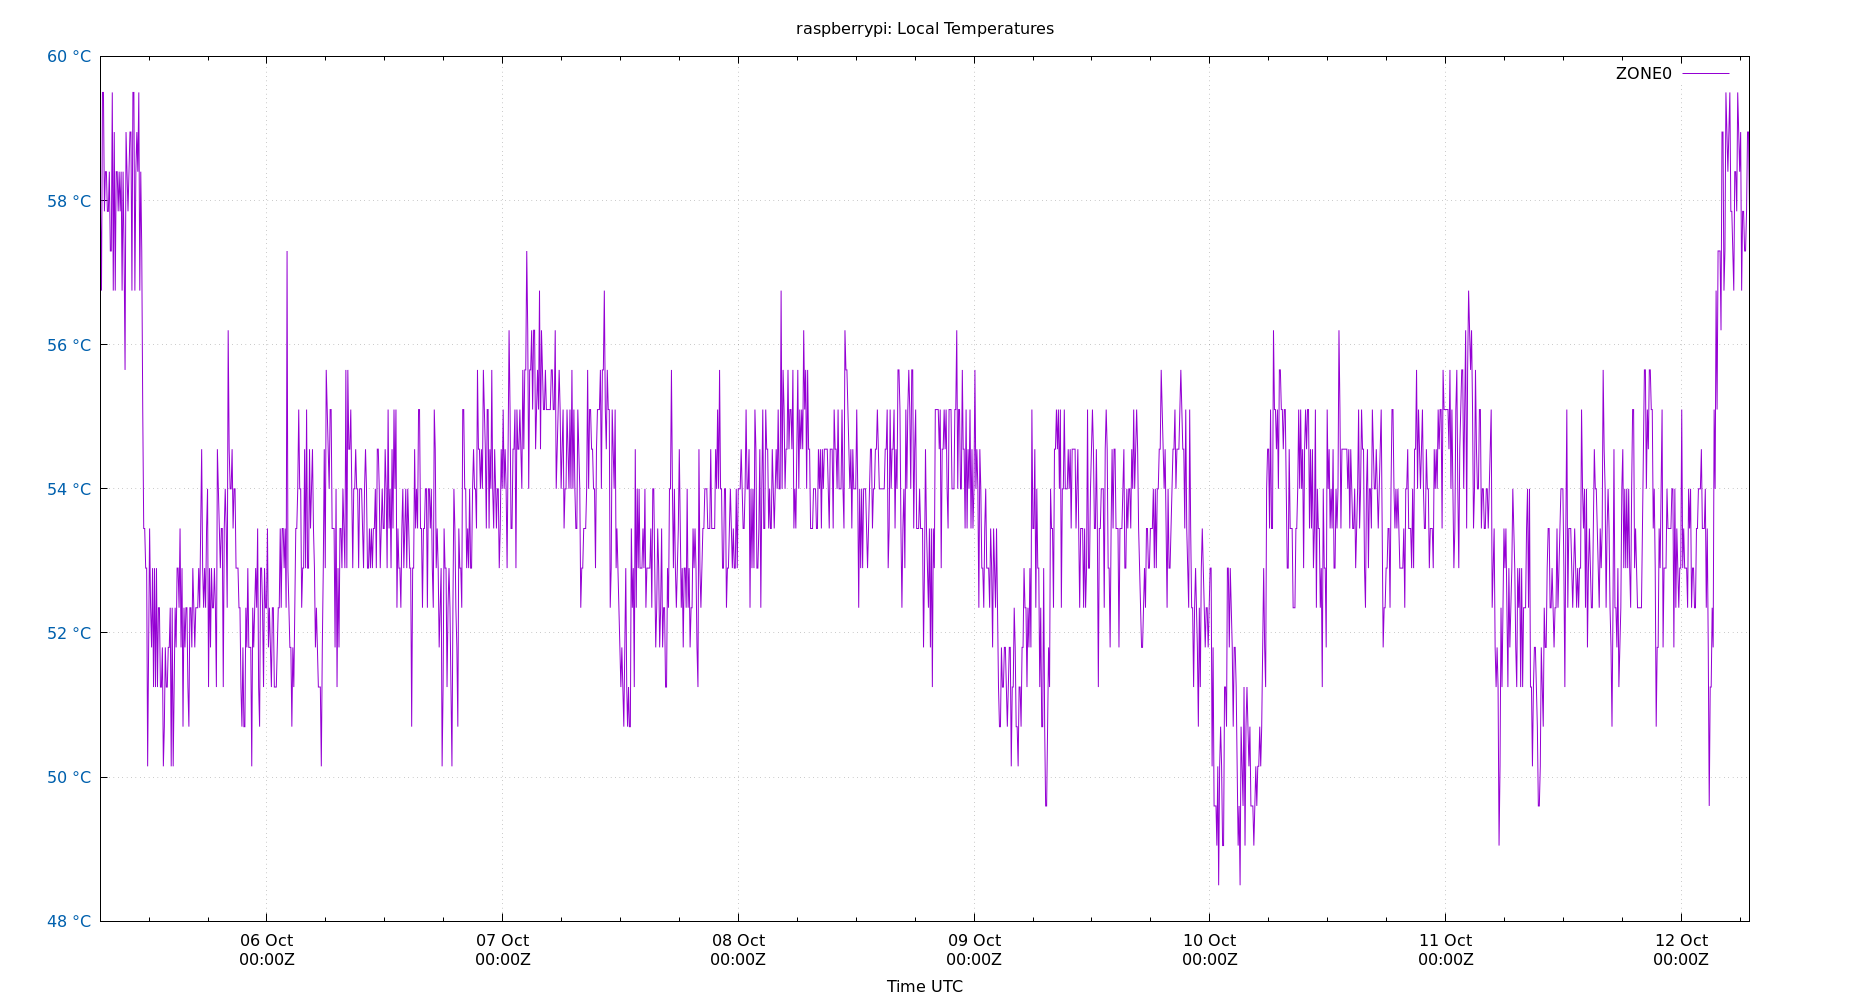 raspberrypi: Local Temperatures
60 °C
ZONE0
58 °C
56 °C
54 °C
52 °C
50 °C
48 °C
06 Oct 07 Oct 08 Oct 09 Oct 10 Oct 11 Oct 12 Oct
00:00Z 00:00Z 00:00Z 00:00Z 00:00Z 00:00Z 00:00Z
Time UTC